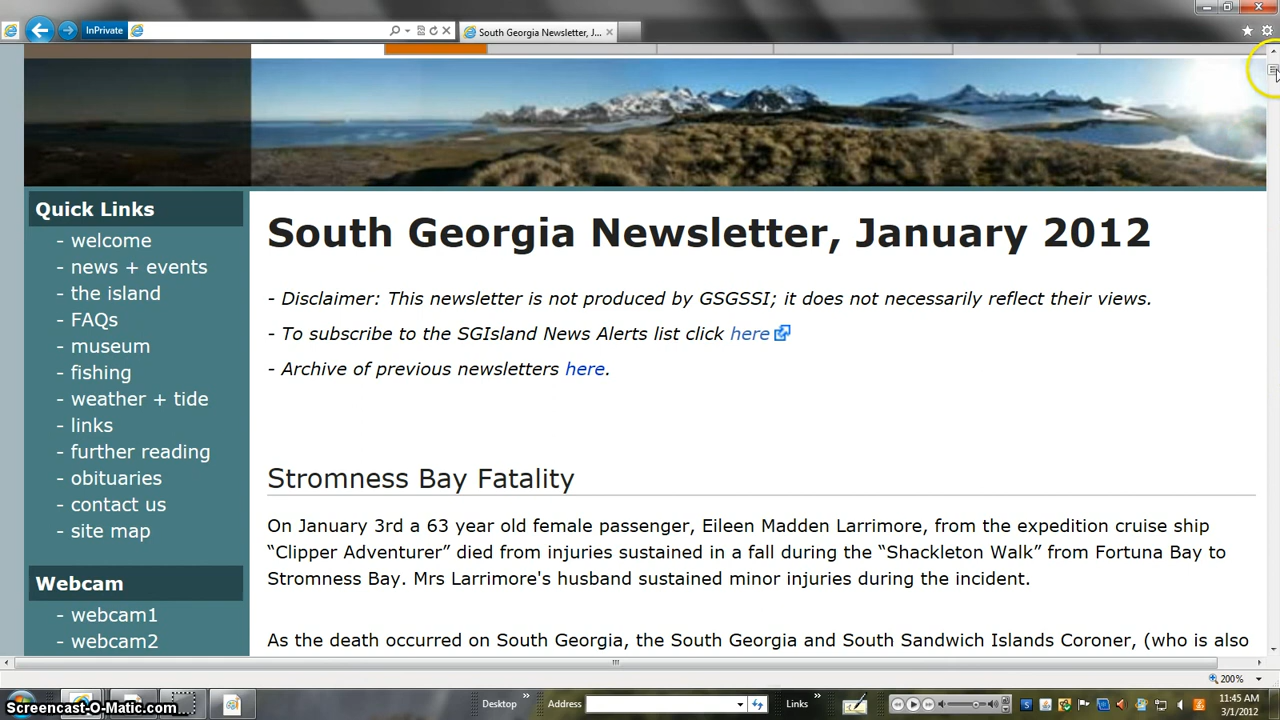 InPrivate
South Georgia Newsletter, J...
Quick Links
- welcome
- news + events
- the island
- FAQs
- museum
- fishing
- weather + tide
- links
- further reading
- obituaries
- contact us
- site map
Webcam
- webcam1
- webcam2
South Georgia Newsletter, January 2012
- Disclaimer: This newsletter is not produced by GSGSSI; it does not necessarily reflect their views.
- To subscribe to the SGIsland News Alerts list click here
- Archive of previous newsletters here.
Stromness Bay Fatality
On January 3rd a 63 year old female passenger, Eileen Madden Larrimore, from the expedition cruise ship
“Clipper Adventurer” died from injuries sustained in a fall during the “Shackleton Walk” from Fortuna Bay to
Stromness Bay. Mrs Larrimore's husband sustained minor injuries during the incident.
As the death occurred on South Georgia, the South Georgia and South Sandwich Islands Coroner, (who is also
200%
Screencast-O-Matic.com
Desktop
»
Address
Links
»
11:45 AM
3/1/2012